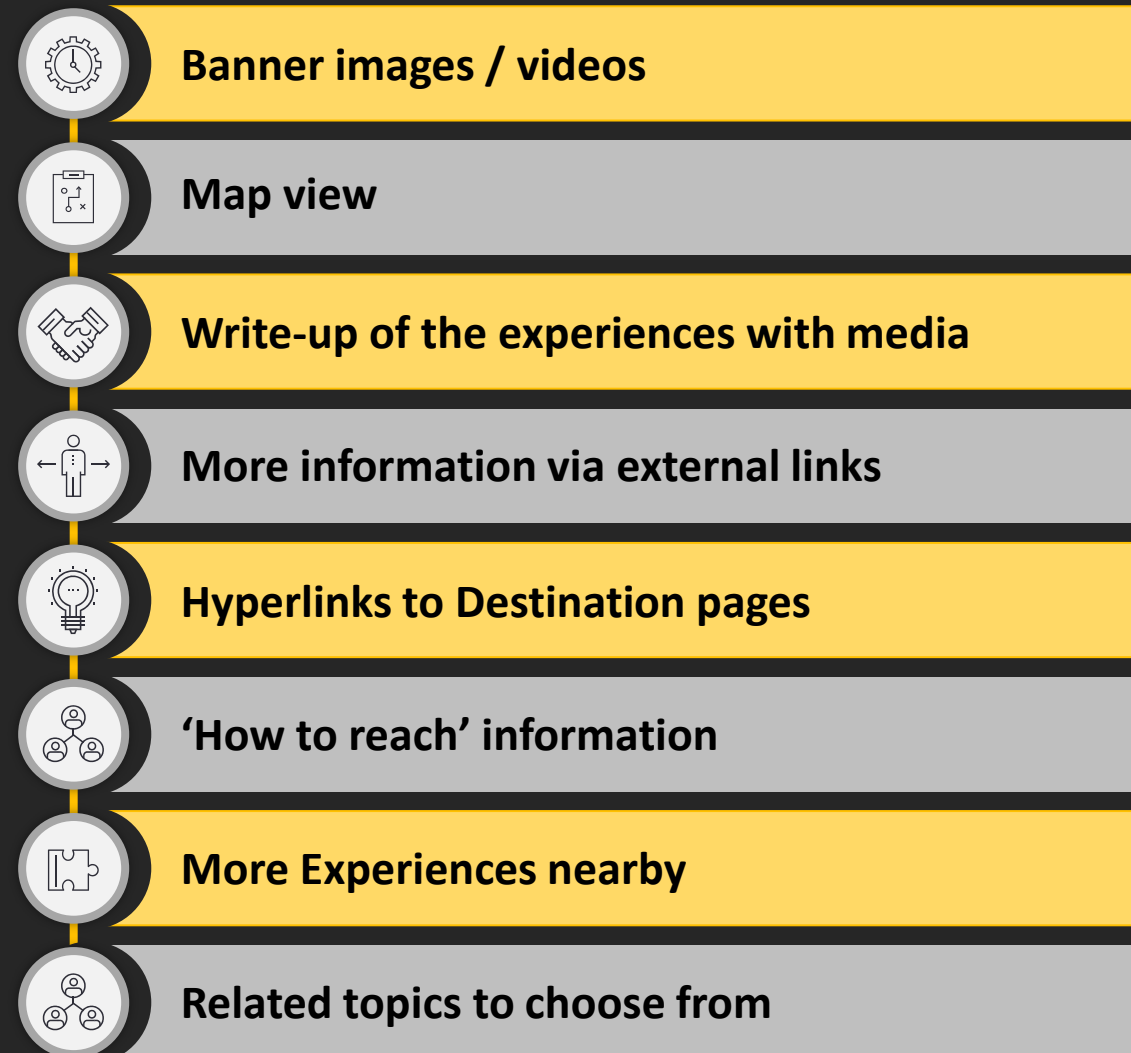 Banner images / videos
Map view
Write-up of the experiences with media
More information via external links
Hyperlinks to Destination pages
‘How to reach’ information
More Experiences nearby
Related topics to choose from